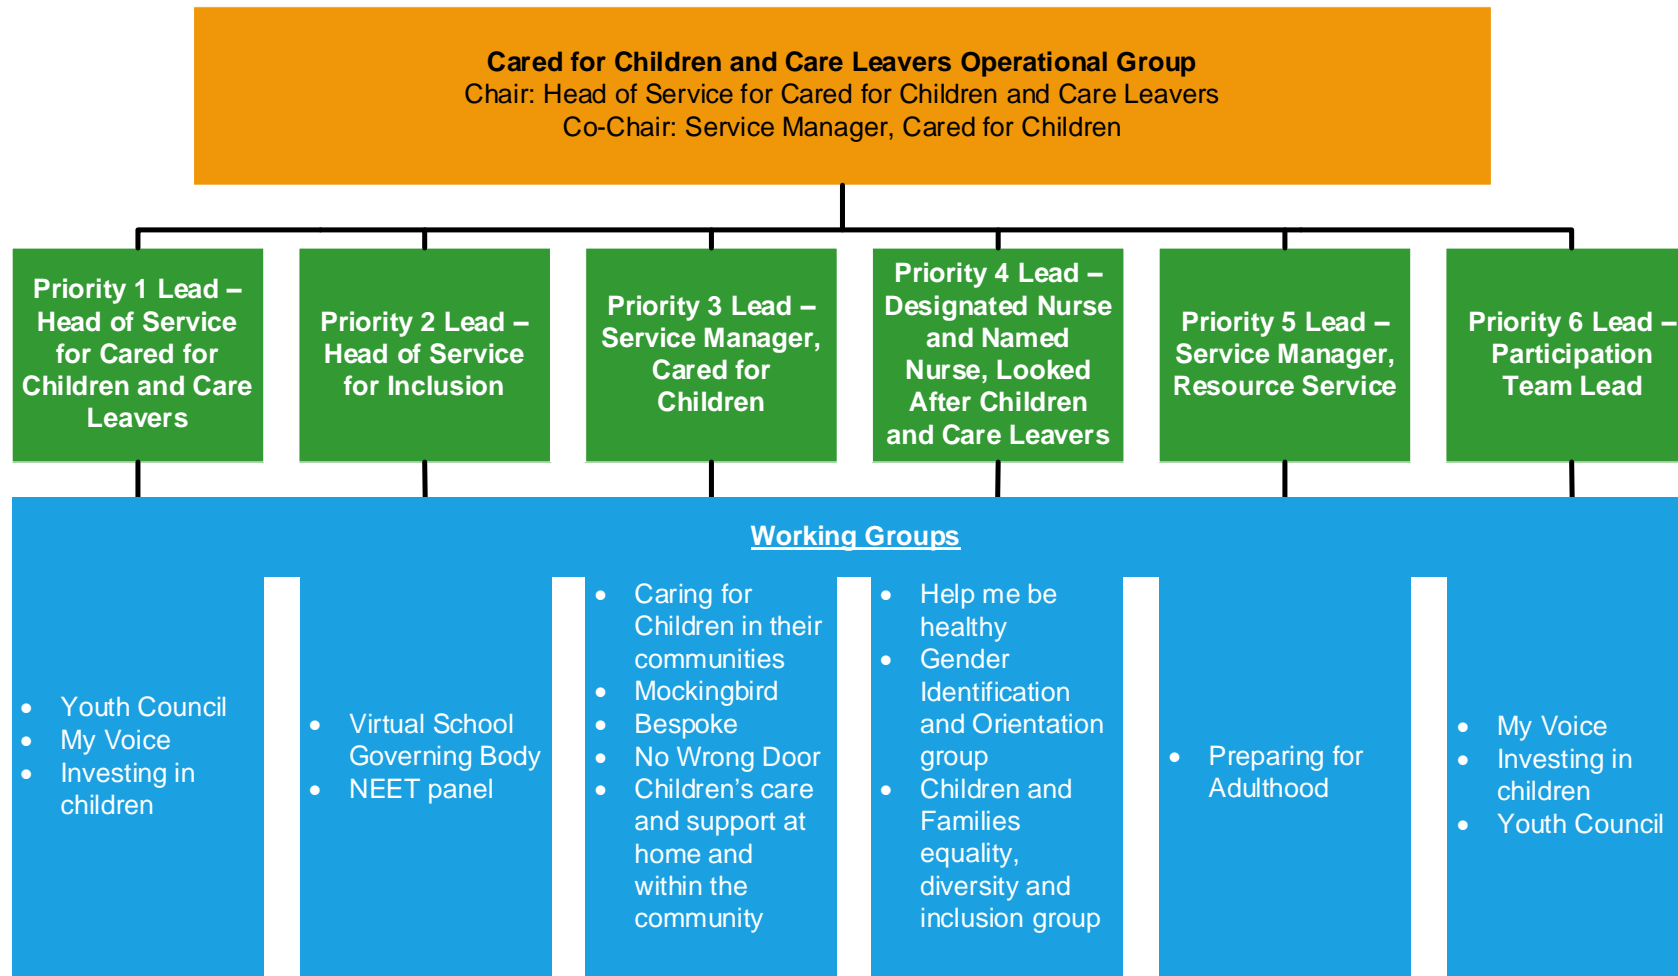 Cared for Children and Care Leavers Operational Group
Chair: Head of Service for Cared for Children and Care Leavers
Co-Chair: Service Manager, Cared for Children
Priority 1 Lead –
Head of Service
for Cared for
Children and Care
Leavers
Priority 2 Lead –
Head of Service
for Inclusion
Priority 3 Lead –
Service Manager,
Cared for
Children
Priority 4 Lead –
Designated Nurse
and Named
Nurse, Looked
After Children
and Care Leavers
Priority 5 Lead –
Service Manager,
Resource Service
Priority 6 Lead –
Participation
Team Lead
Working Groups
• Youth Council
• My Voice
• Investing in
children
• Virtual School
Governing Body
• NEET panel
• Caring for
Children in their
communities
• Mockingbird
• Bespoke
• No Wrong Door
• Children’s care
and support at
home and
within the
community
• Help me be
healthy
• Gender
Identification
and Orientation
group
• Children and
Families
equality,
diversity and
inclusion group
• Preparing for
Adulthood
• My Voice
• Investing in
children
• Youth Council